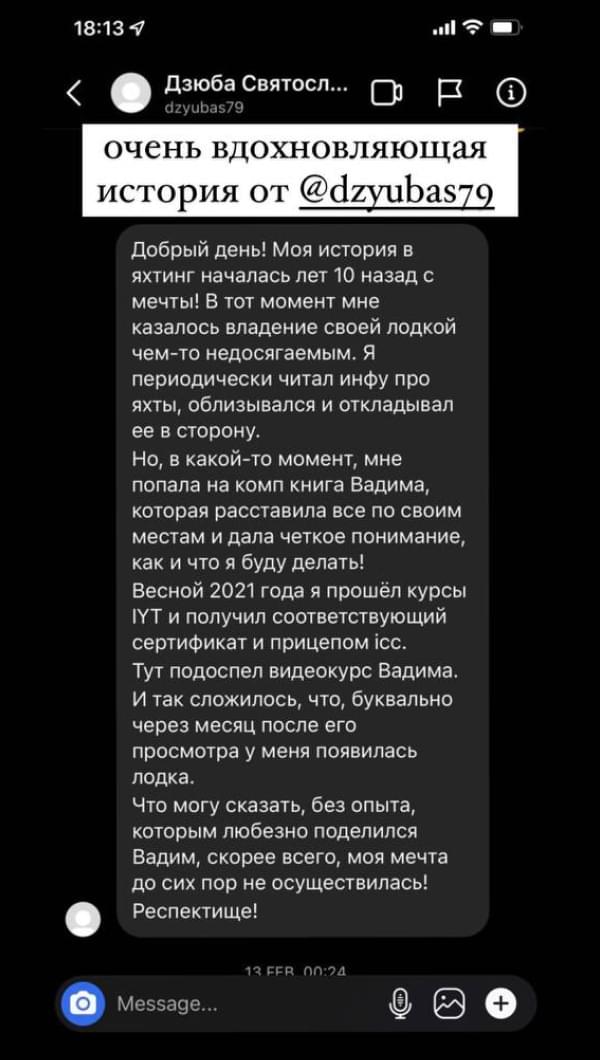 18:13
Дзюба Святосл...
dzyubas79
очень вдохновляющая
история от @dzyubas79
Добрый день! Моя история в
яхтинг началась лет 10 назад с
мечты! В тот момент мне
казалось владение своей лодкой
чем-то недосягаемым. Я
периодически читал инфу про
яхты, облизывался и откладывал
ее в сторону.
Но, в какой-то момент, мне
попала на комп книга Вадима,
которая расставила все по своим
местам и дала четкое понимание,
как и что я буду делать!
Весной 2021 года я прошёл курсы
IYT и получил соответствующий
сертификат и прицепом icc.
Тут подоспел видеокурс Вадима.
И так сложилось, что, буквально
через месяц после его
просмотра у меня появилась
лодка.
Что могу сказать, без опыта,
которым любезно поделился
Вадим, скорее всего, моя мечта
до сих пор не осуществилась!
Респектище!
13 FEB, 00:24
Message...